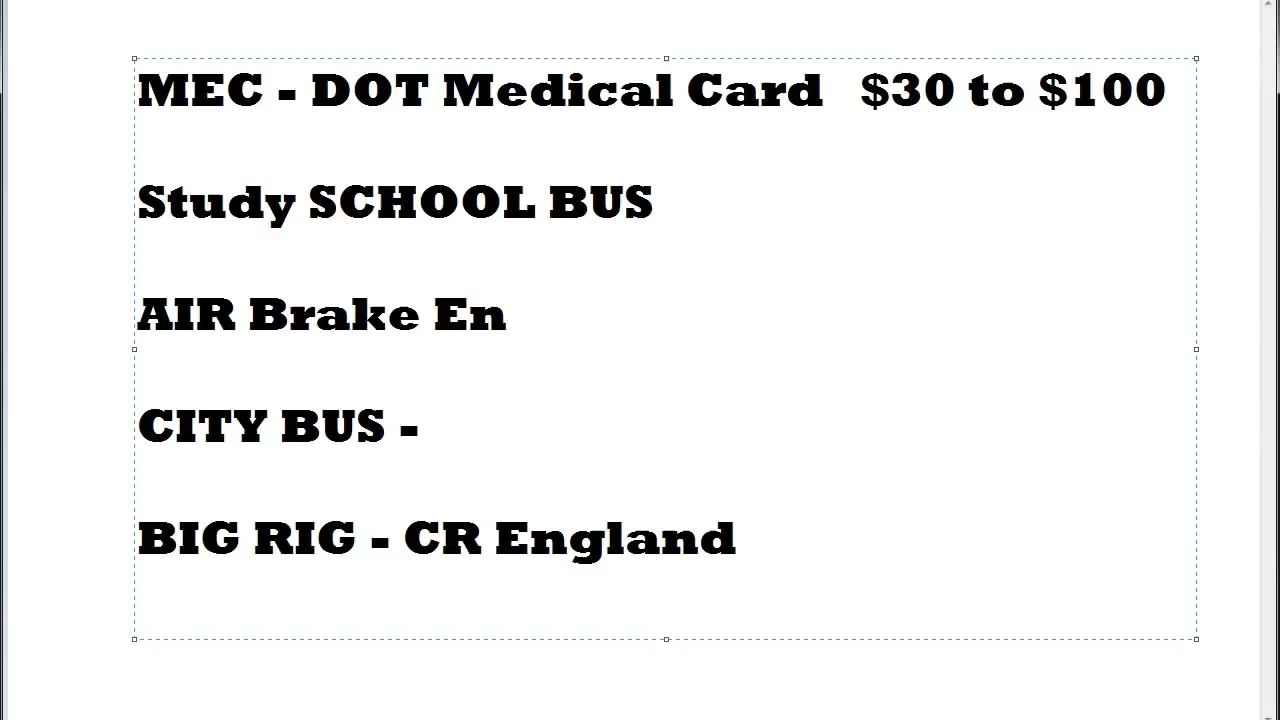 MEC - DOT Medical Card $30 to $100
Study SCHOOL BUS
AIR Brake En
CITY BUS -
BIG RIG - CR England